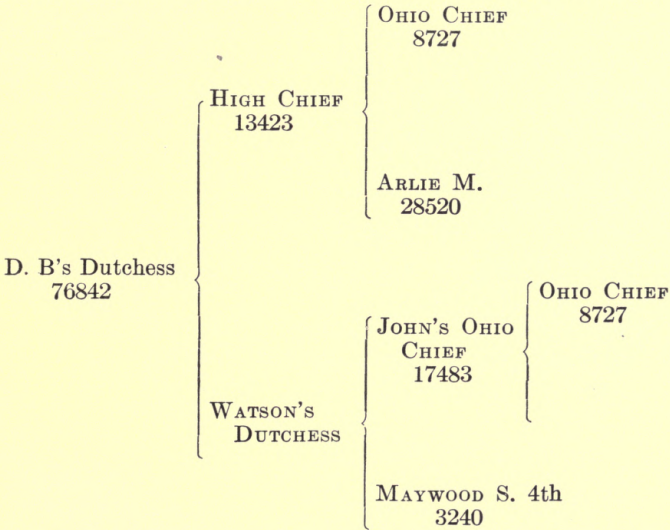 Ohio Chief
8727
High Chief
13423
Arlie M.
28520
D. B's Dutchess
76842
Ohio Chief
8727
John's Ohio
Chief
17483
Watson's
Dutchess
Maywood S. 4th
3240